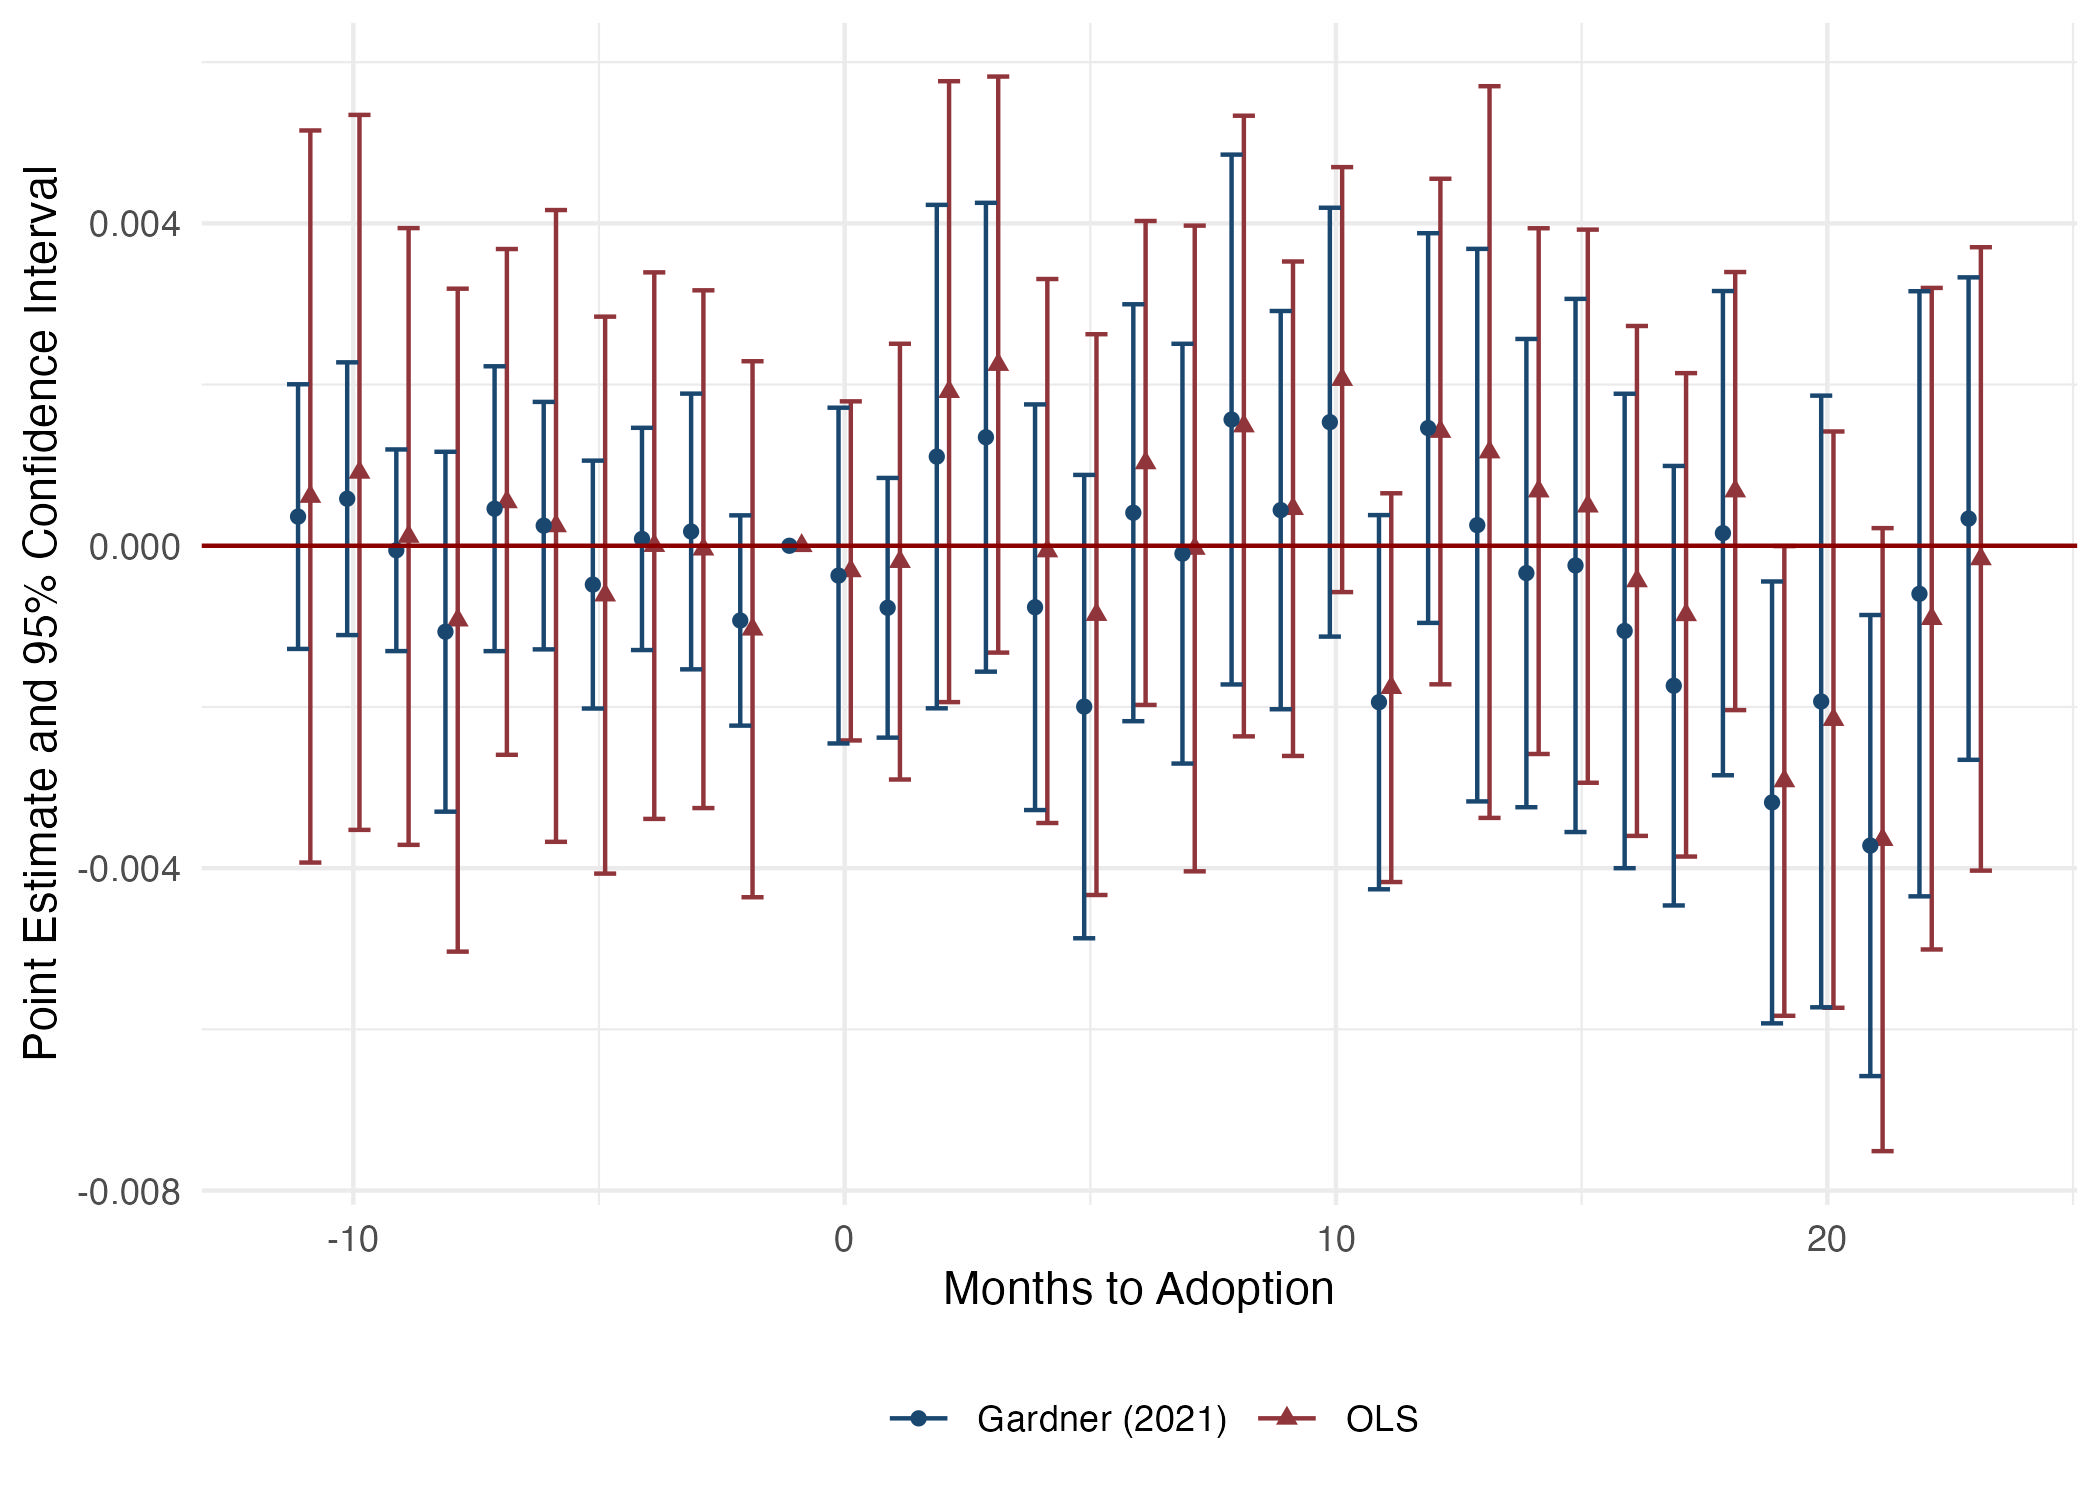 Point Estimate and 95% Confidence Interval
0.004
0.000
-0.004
-0.008
-10 0 10 20
Months to Adoption
Gardner (2021) OLS